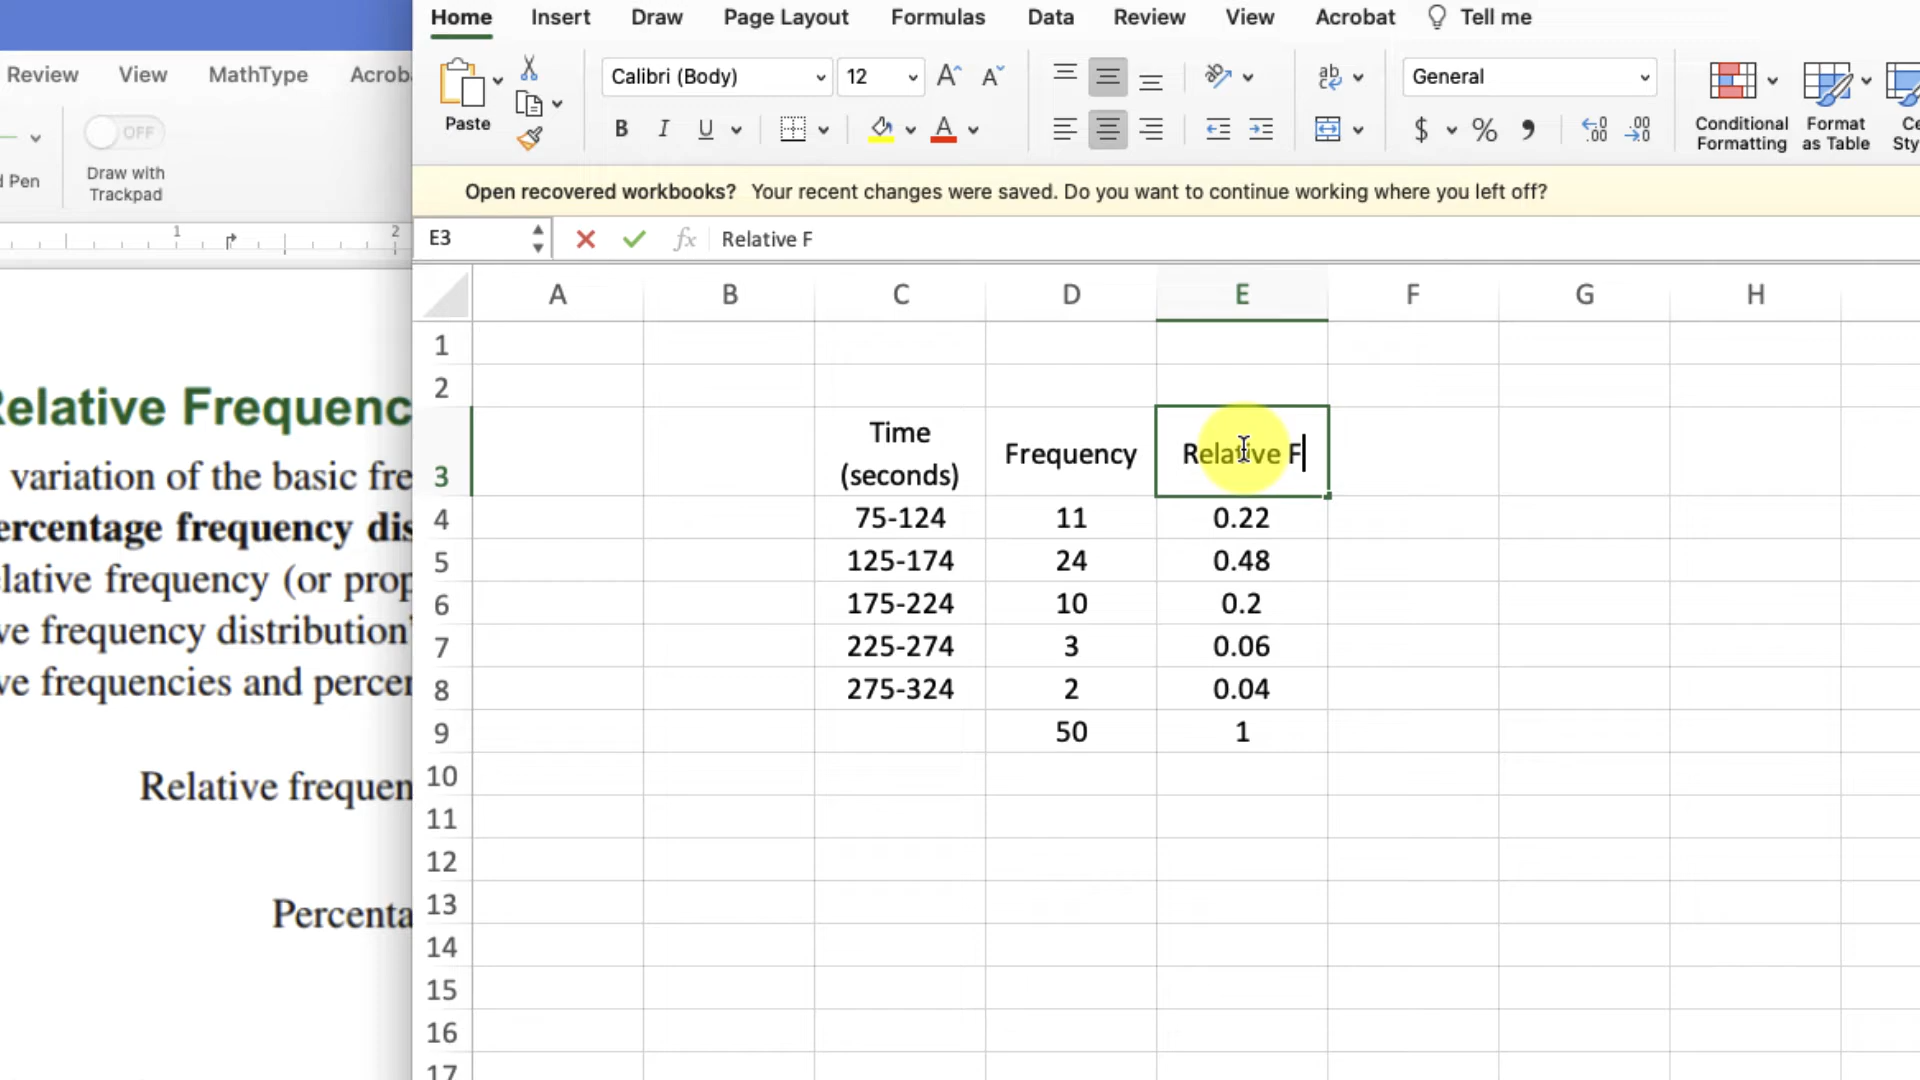 Home Insert Draw Page Layout Formulas Data Review View Acrobat Tell me
Review View MathType Acrob
Calibri (Body) 12 General
Paste
OFF
Draw with
Trackpad
d Pen
B I U A $ % 9
Conditional
Formatting
Format
as Table
Ce
Sty
Open recovered workbooks? Your recent changes were saved. Do you want to continue working where you left off?
1 2
E3 fx Relative F
A B C D E F G H
1
2
3 Time
(seconds) Frequency Relative F
4 75-124 11 0.22
5 125-174 24 0.48
6 175-224 10 0.2
7 225-274 3 0.06
8 275-324 2 0.04
9 50 1
10
11
12
13
14
15
16
17
Relative Frequenc
variation of the basic fre
ercentage frequency dis
lative frequency (or prop
ve frequency distribution"
ve frequencies and percer
Relative frequen
Percenta